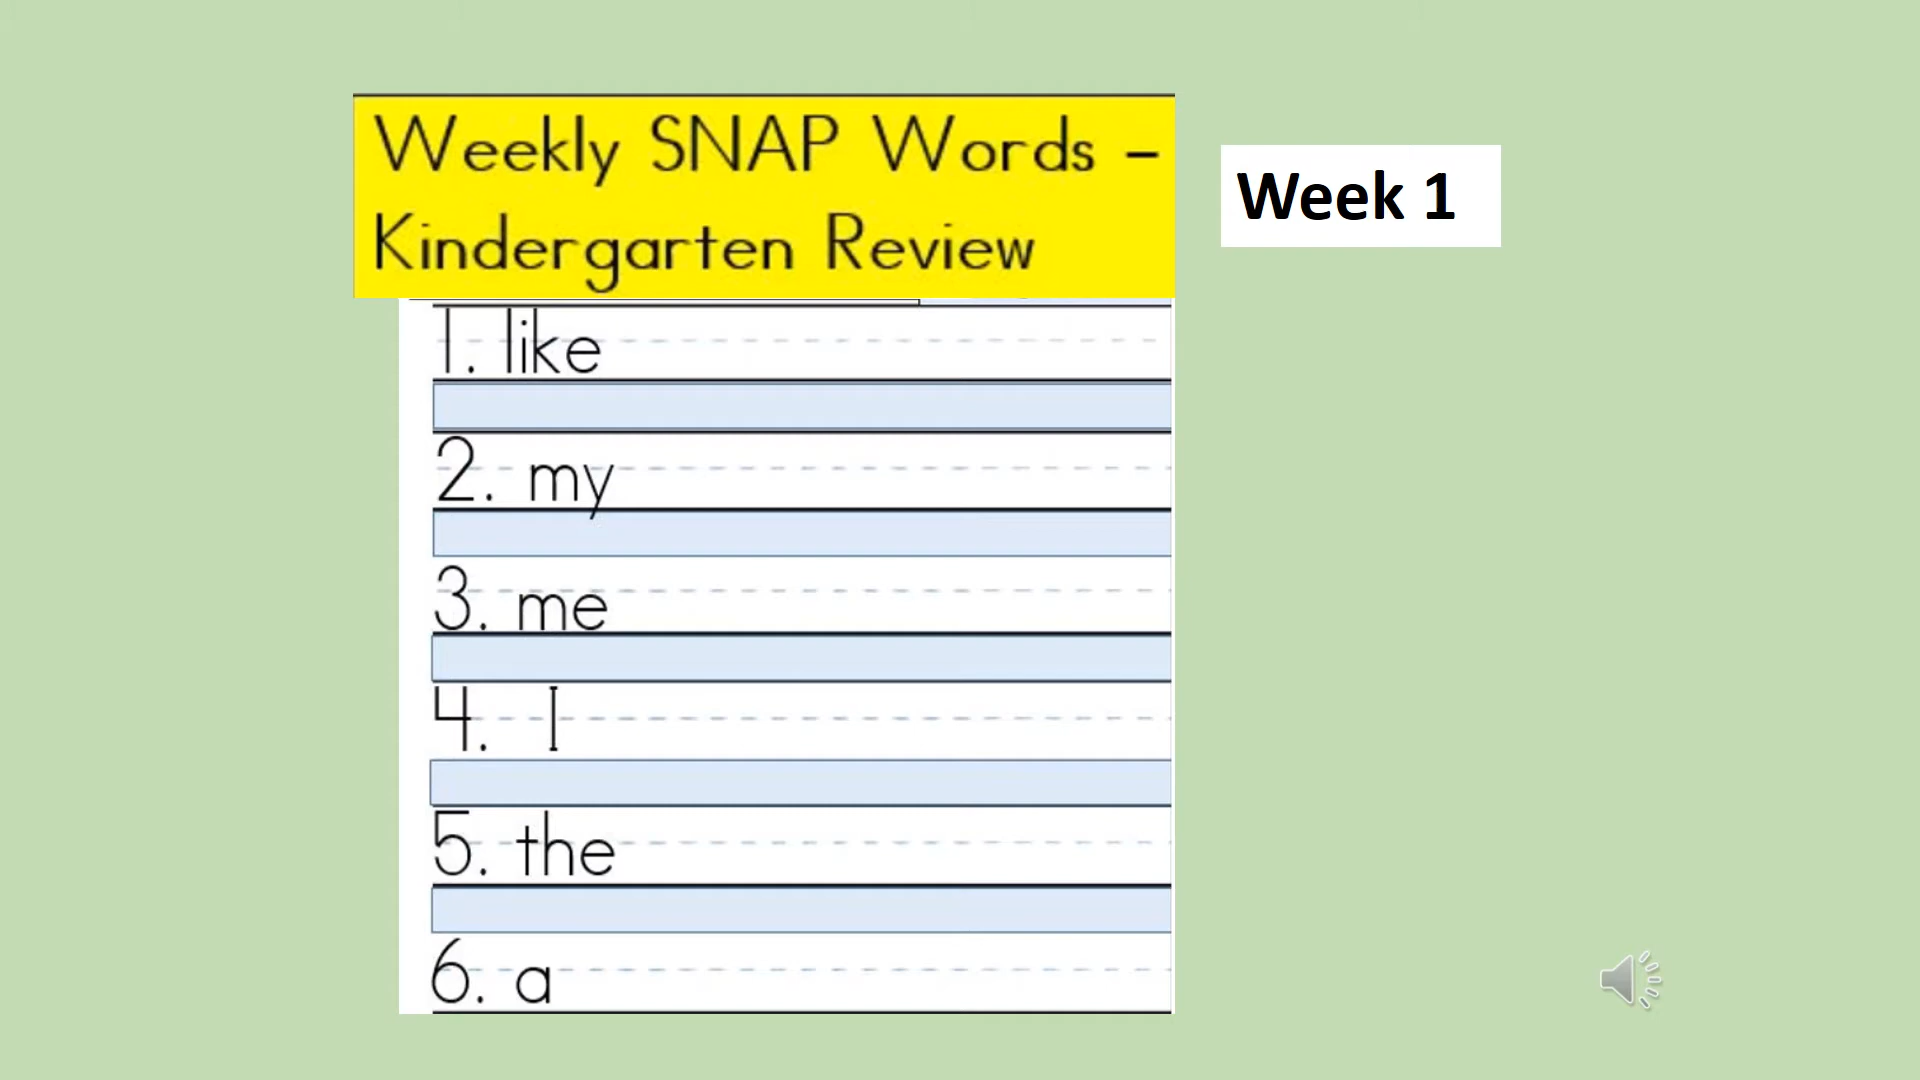 Weekly SNAP Words –
Kindergarten Review
Week 1
1. like
2. my
3. me
4. I
5. the
6. a